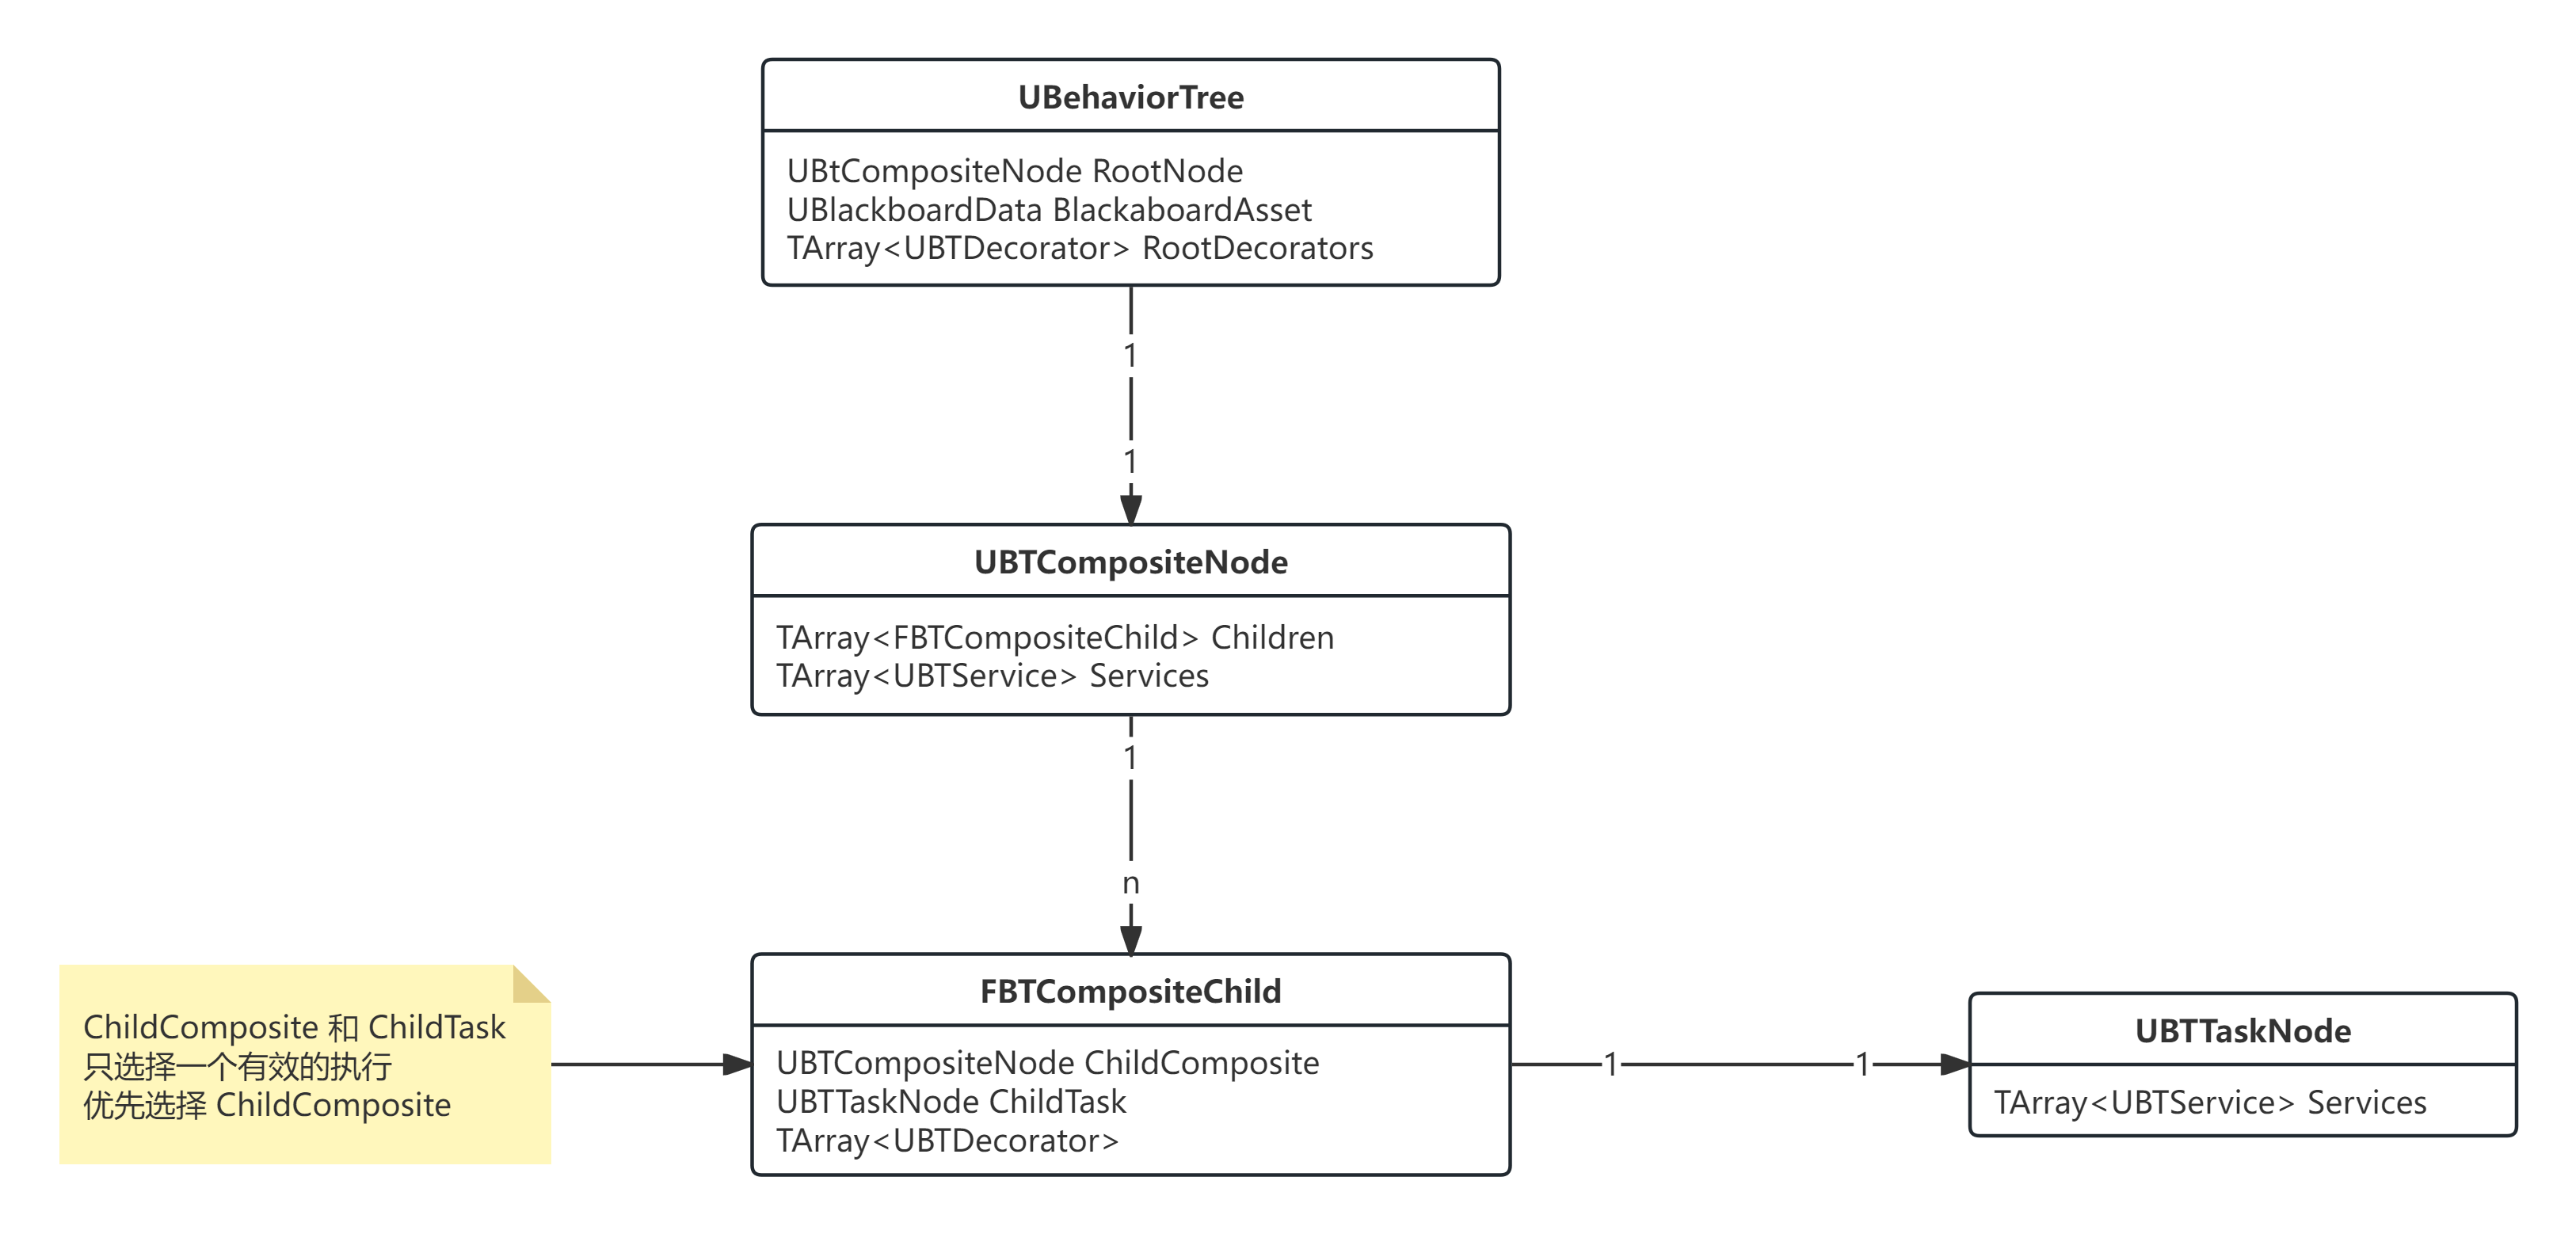 UBehaviorTree
UBtCompositeNode RootNode
UBlackboardData BlackaboardAsset
TArray<UBTDecorator> RootDecorators
1
1
UBTCompositeNode
TArray<FBTCompositeChild> Children
TArray<UBTService> Services
1
n
ChildComposite 和 ChildTask
只选择一个有效的执行
优先选择 ChildComposite
FBTCompositeChild
UBTCompositeNode ChildComposite
UBTTaskNode ChildTask
TArray<UBTDecorator>
1
1
UBTTaskNode
TArray<UBTService> Services